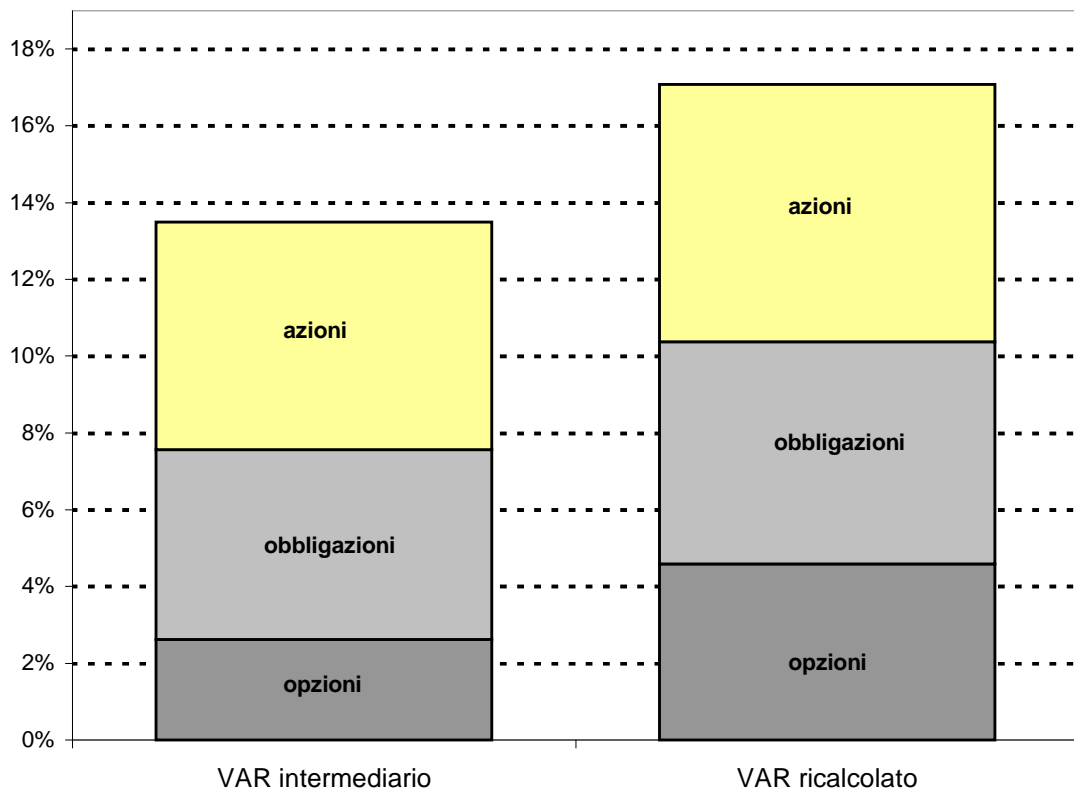 18%
16%
14%
12%
10%
8%
6%
4%
2%
0%
azioni
obbligazioni
opzioni
azioni
obbligazioni
opzioni
VAR intermediario
VAR ricalcolato